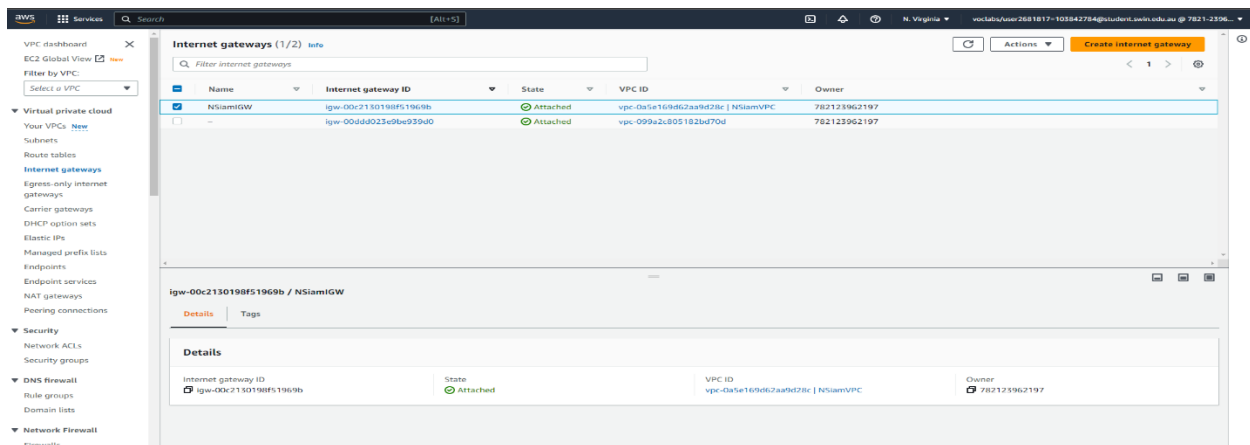 aws Services Search [Alt+S] N. Virginia voclabs/user2681817=103842784@student.swin.edu.au @ 7821-2396...
VPC dashboard
EC2 Global View New
Filter by VPC:
Select a VPC
Virtual private cloud
Your VPCs New
Subnets
Route tables
Internet gateways
Egress-only internet
gateways
Carrier gateways
DHCP option sets
Elastic IPs
Managed prefix lists
Endpoints
Endpoint services
NAT gateways
Peering connections
Security
Network ACLs
Security groups
DNS firewall
Rule groups
Domain lists
Network Firewall
Firewalls
Internet gateways (1/2) Info
Actions Create internet gateway
Filter internet gateways
1
Name Internet gateway ID State VPC ID Owner
NSiamIGW igw-00c2130198f51969b Attached vpc-0a5e169d62aa9d28c | NSiamVPC 782123962197
– igw-00ddd023e9be939d0 Attached vpc-099a2c805182bd70d 782123962197
igw-00c2130198f51969b / NSiamIGW
Details Tags
Details
Internet gateway ID State VPC ID Owner
igw-00c2130198f51969b Attached vpc-0a5e169d62aa9d28c | NSiamVPC 782123962197